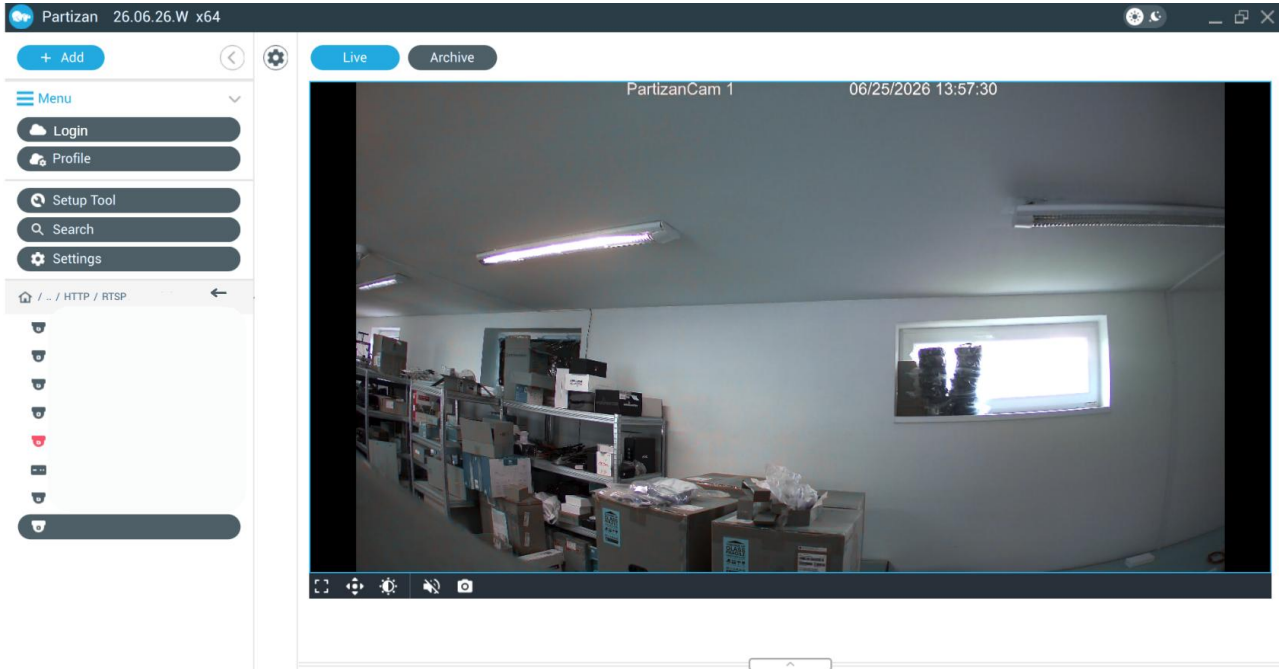 Partizan 26.06.26.W x64
+ Add
Live
Archive
Menu
Login
Profile
Setup Tool
Search
Settings
/ .. / HTTP / RTSP
PartizanCam 1
06/25/2026 13:57:30